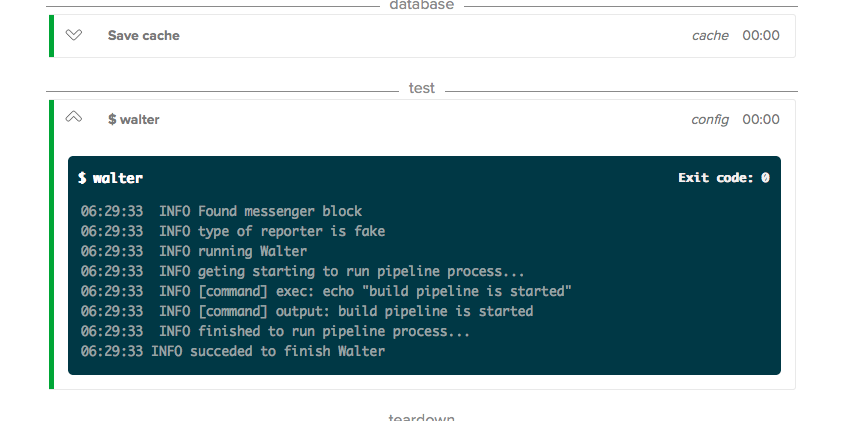 database
Save cache cache 00:00
test
$ walter config 00:00
$ walter Exit code: 0
06:29:33  INFO Found messenger block
06:29:33  INFO type of reporter is fake
06:29:33  INFO running Walter
06:29:33  INFO geting starting to run pipeline process...
06:29:33  INFO [command] exec: echo "build pipeline is started"
06:29:33  INFO [command] output: build pipeline is started
06:29:33  INFO finished to run pipeline process...
06:29:33 INFO succeded to finish Walter
teardown